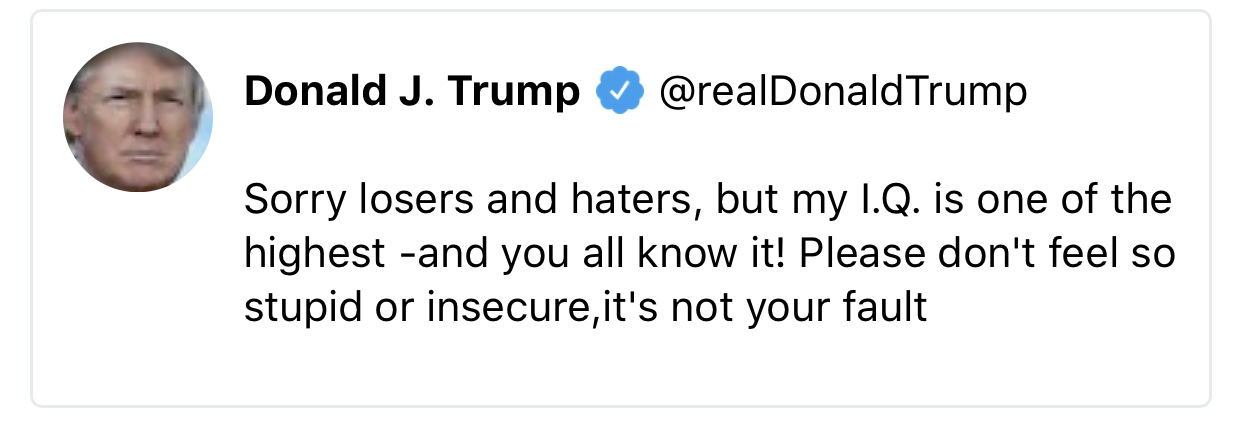 Donald J. Trump @realDonaldTrump
Sorry losers and haters, but my I.Q. is one of the
highest -and you all know it! Please don't feel so
stupid or insecure,it's not your fault